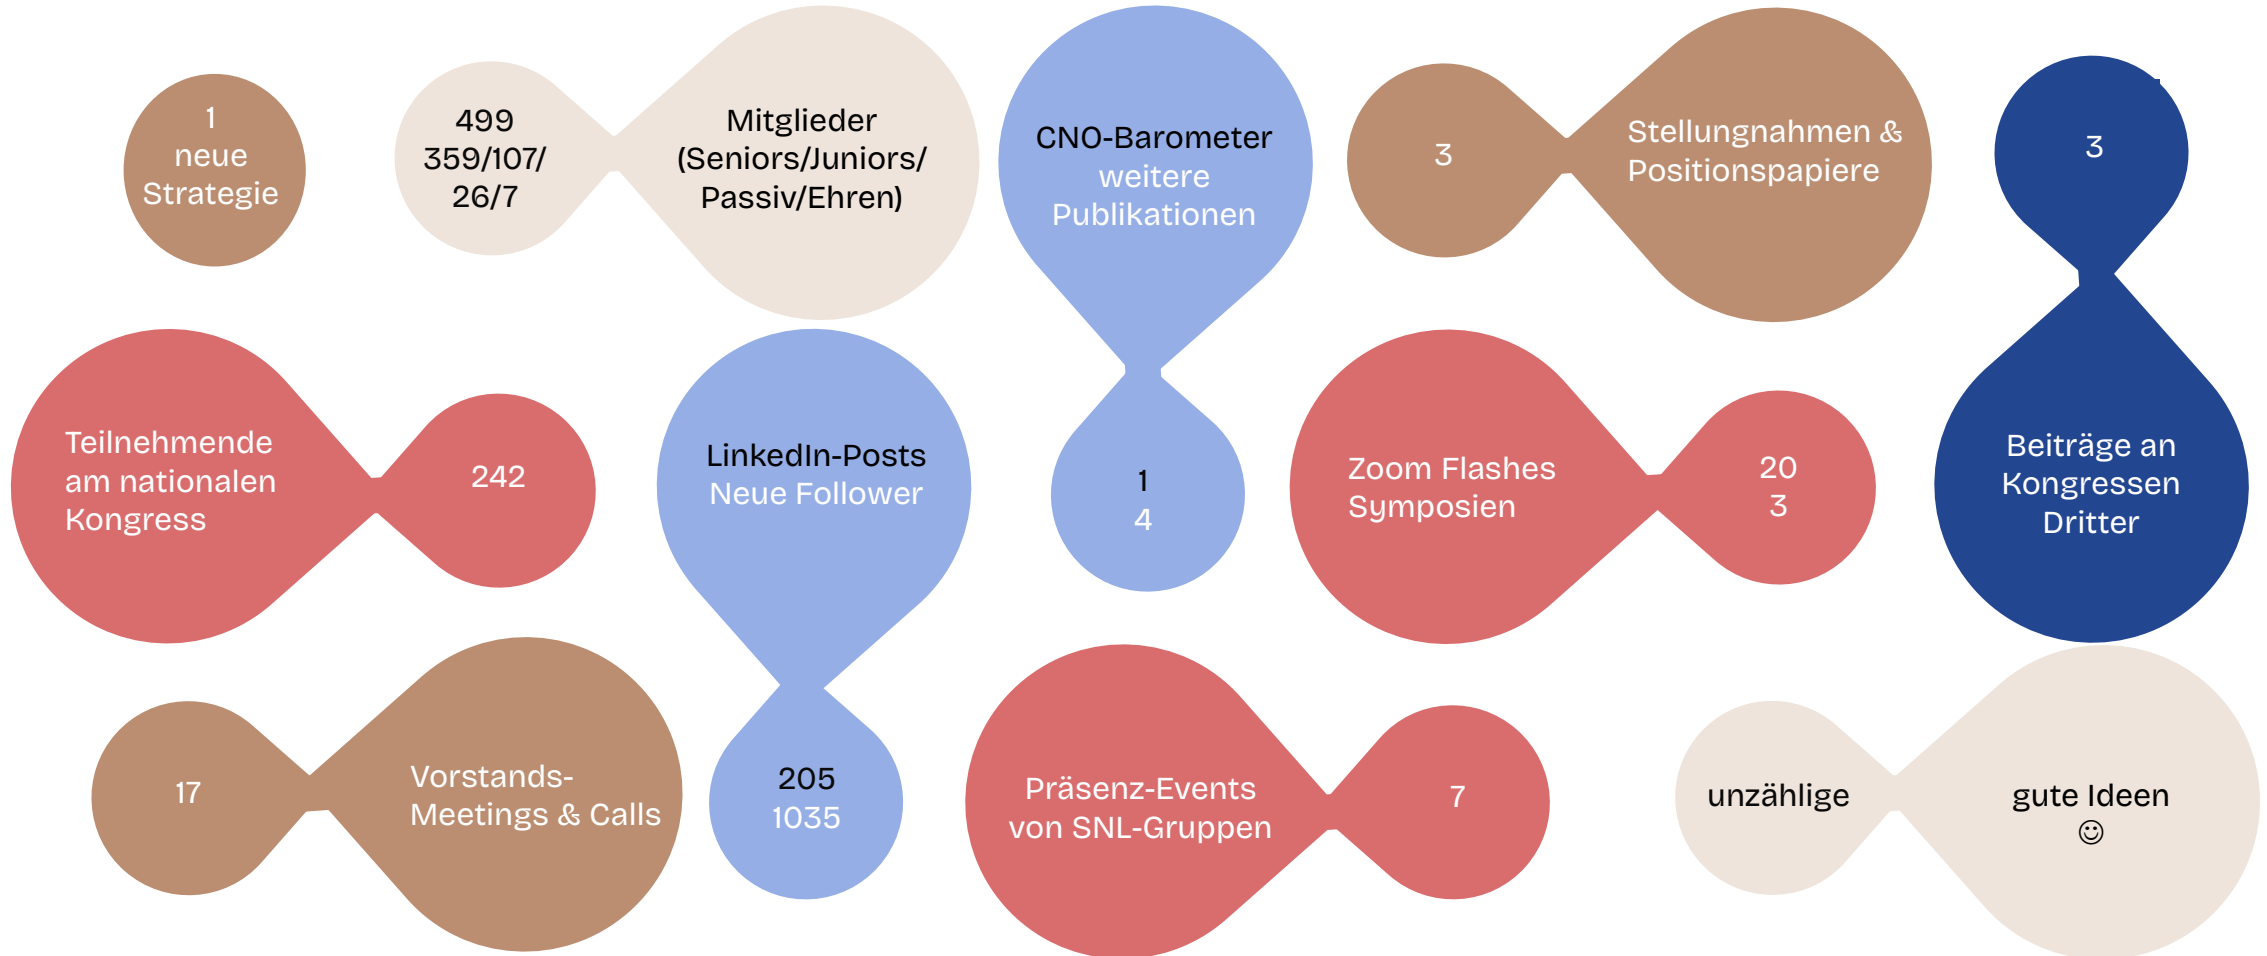 1
neue
Strategie
499
359/107/
26/7
Mitglieder
(Seniors/Juniors/
Passiv/Ehren)
CNO-Barometer
weitere
Publikationen
1
4
3
Stellungnahmen &
Positionspapiere
3
Beiträge an
Kongressen
Dritter
Teilnehmende
am nationalen
Kongress
242
LinkedIn-Posts
Neue Follower
205
1035
Zoom Flashes
Symposien
20
3
17
Vorstands-
Meetings & Calls
Präsenz-Events
von SNL-Gruppen
7
unzählige
gute Ideen
☺